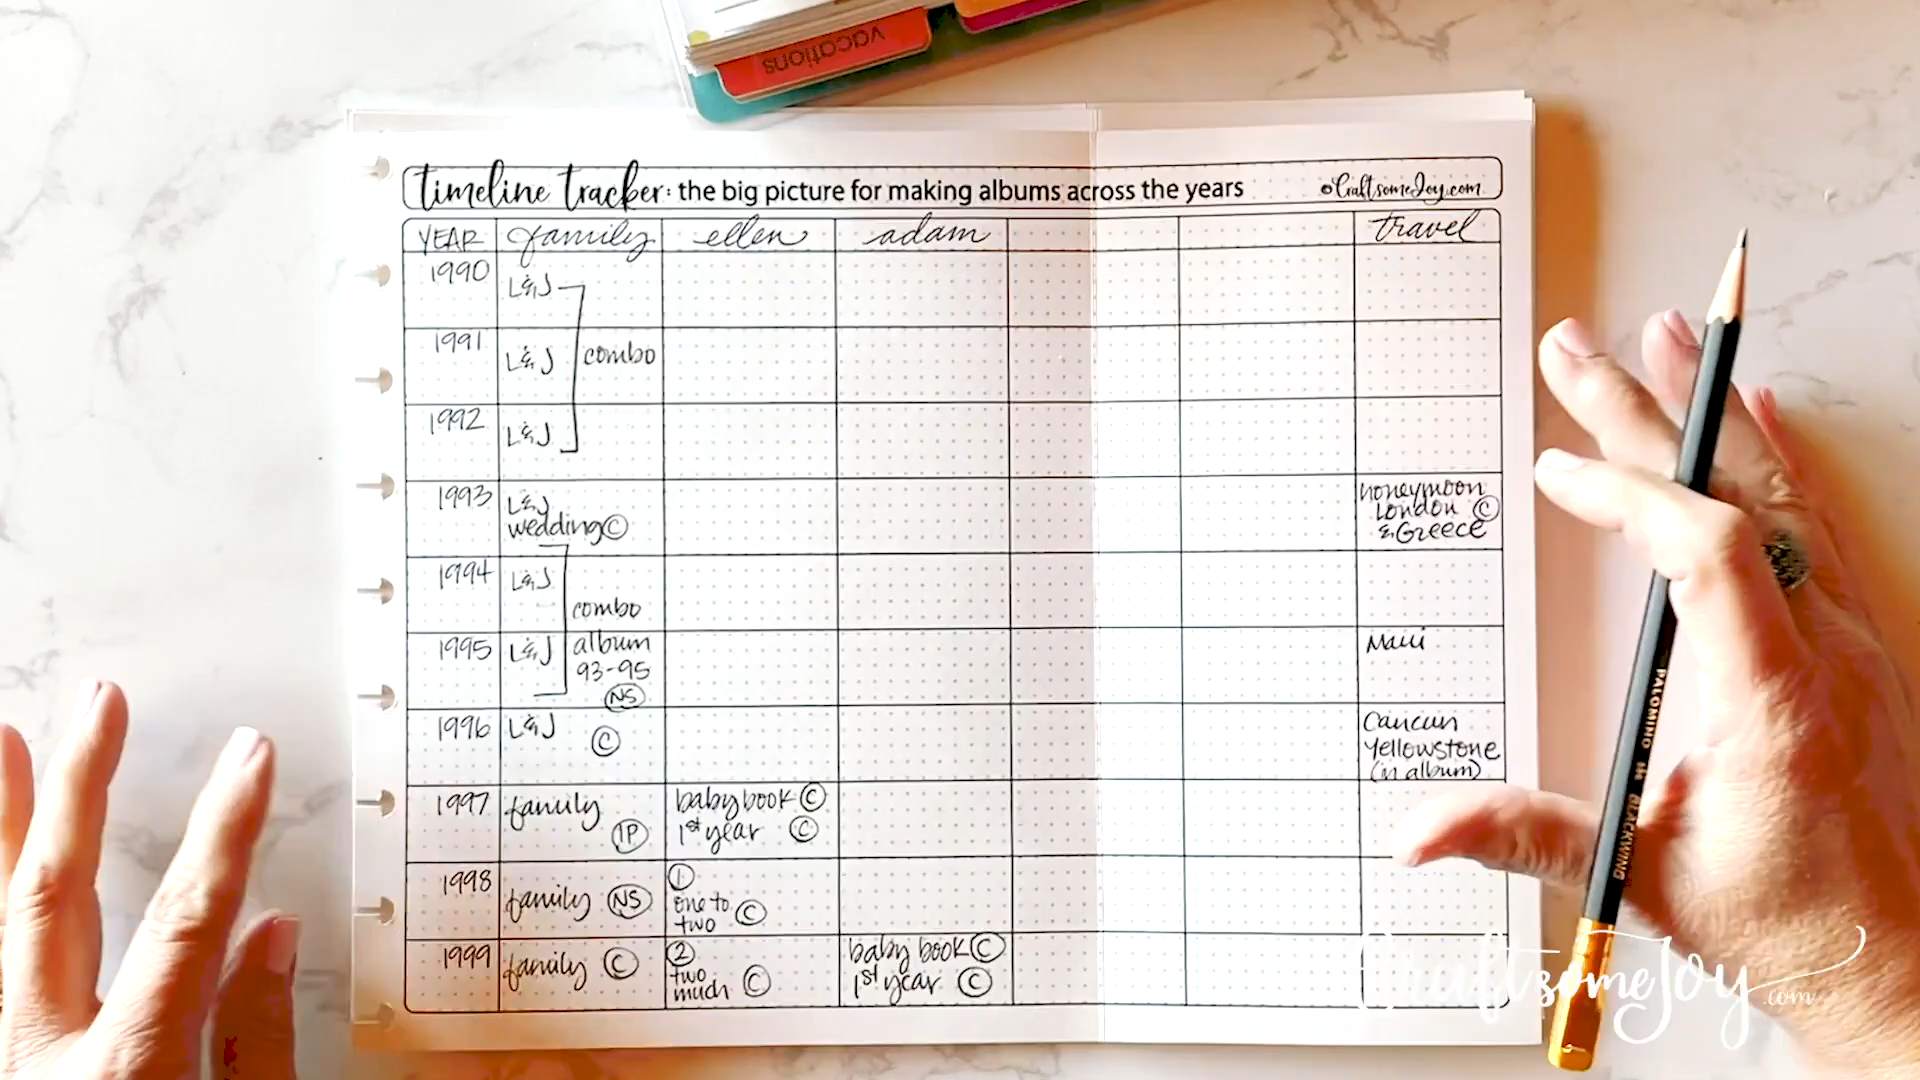 vacations
timeline tracker: the big picture for making albums across the years ©CraftsomeJoy.com
YEAR family ellen adam travel
1990 L&J
1991 L&J combo
1992 L&J
1993 L&J honeymoon
wedding © London ©
& Greece
1994 L&J
combo
1995 L&J album Maui
93-95
NS
1996 L&J © Cancun
Yellowstone
(in album)
1997 family baby book ©
IP 1st year ©
1998 1
family NS one to ©
two
1999 family © 2 baby book ©
two © 1st year ©
much
PALOMINO
BLACKWING
CraftsomeJoy.com